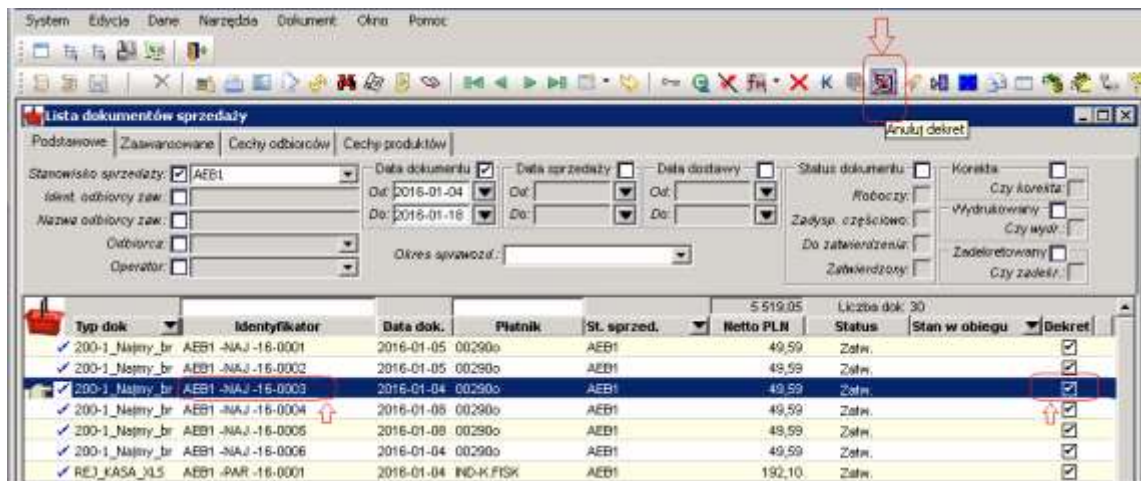 System Edycja Dane Narzędzia Dokument Okno Pomoc
K
Anuluj dekret
Lista dokumentów sprzedaży
Podstawowe Zaawansowane Cechy odbiorców Cechy produktów
Stanowisko sprzedaży: AEB1 Data dokumentu Data sprzedaży Data dostawy Status dokumentu Korekta
Ident. odbiorcy zaw.: Od: 2016-01-04 Od: Od: Roboczy: Czy korekta:
Nazwa odbiorcy zaw.: Do: 2016-01-18 Do: Do: Zadysp. częściowo: Wydrukowany Czy wydr.:
Odbiorca: Okres sprawozd.: Do zatwierdzenia: Zadekretowany
Operator: Zatwierdzony: Czy zadekr.:
5 519,05 Liczba dok: 30
Typ dok Identyfikator Data dok. Płatnik St. sprzed. Netto PLN Status Stan w obiegu Dekret
200-1_Najmy_br AEB1 -NAJ -16-0001 2016-01-05 00290o AEB1 49,59 Zatw.
200-1_Najmy_br AEB1 -NAJ -16-0002 2016-01-05 00290o AEB1 49,59 Zatw.
200-1_Najmy_br AEB1 -NAJ -16-0003 2016-01-04 00290o AEB1 49,59 Zatw.
200-1_Najmy_br AEB1 -NAJ -16-0004 2016-01-08 00290o AEB1 49,59 Zatw.
200-1_Najmy_br AEB1 -NAJ -16-0005 2016-01-08 00290o AEB1 49,59 Zatw.
200-1_Najmy_br AEB1 -NAJ -16-0006 2016-01-04 00290o AEB1 49,59 Zatw.
REJ_KASA_XLS AEB1 -PAR -16-0001 2016-01-04 IND-K.FISK AEB1 192,10 Zatw.